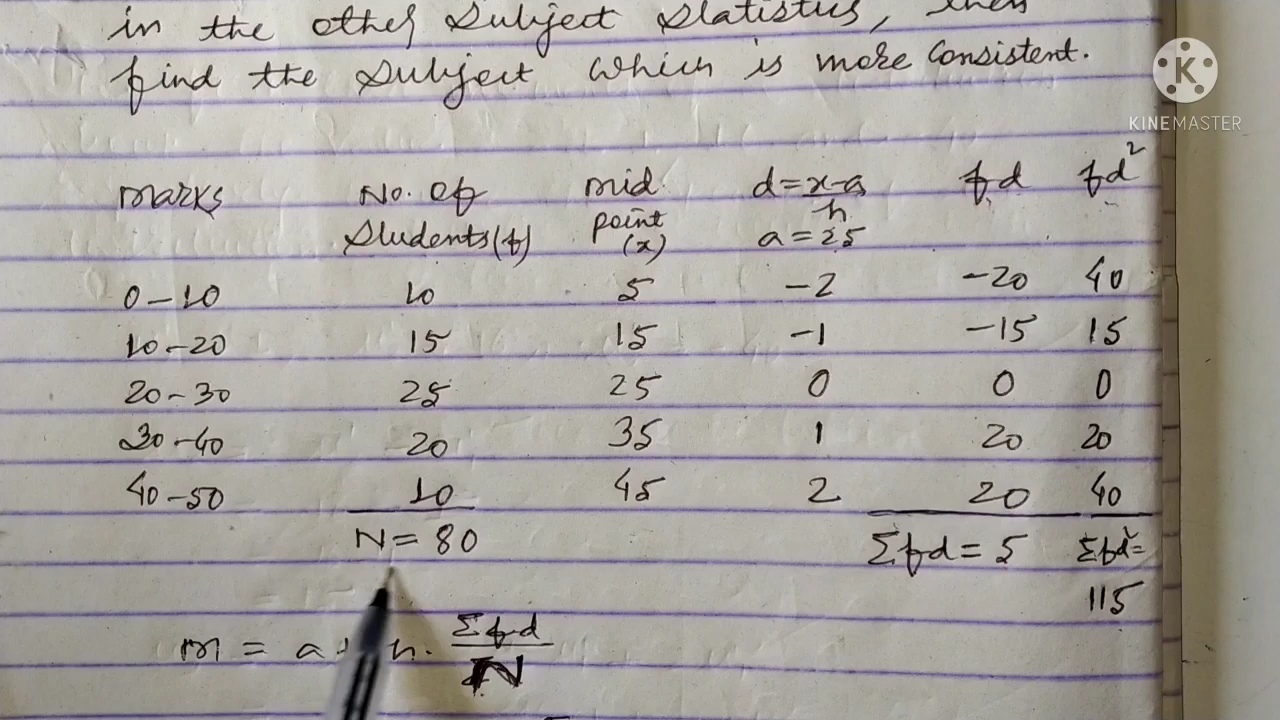 in the other subject Statistics, then
find the subject which is more consistent.
K
KINEMASTER
marks No. of mid d=x-a/h fd fd²
Students(f) point (x) a=25
0-10 10 5 -2 -20 40
10-20 15 15 -1 -15 15
20-30 25 25 0 0 0
30-40 20 35 1 20 20
40-50 10 45 2 20 40
N=80 Σfd=5 Σfd²=
115
m = a + h. Σfd/N